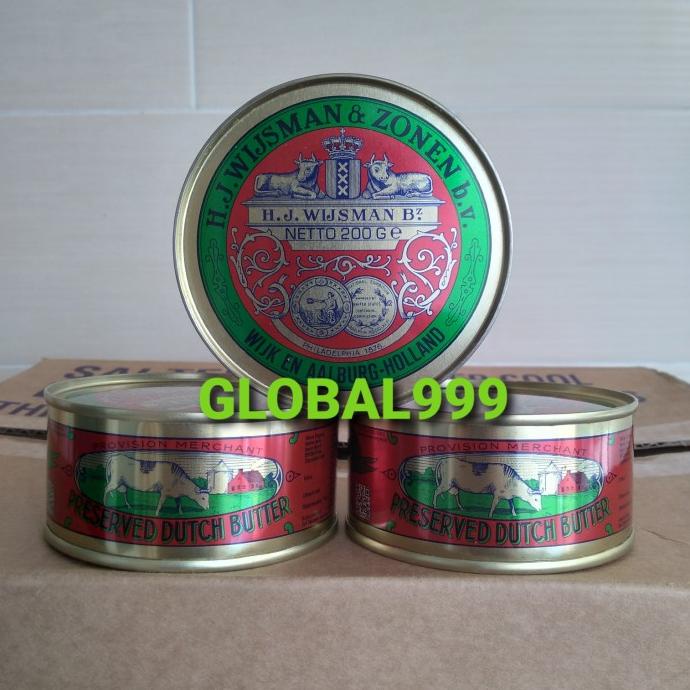 H.J. WIJSMAN & ZONEN b.v.
H.J. WIJSMAN Bz
NETTO 200 G e
PHILADELPHIA 1876
WIJK EN AALBURG-HOLLAND
GLOBAL999
PROVISION MERCHANT
PRESERVED DUTCH BUTTER
PROVISION MERCHANT
PRESERVED DUTCH BUTTER